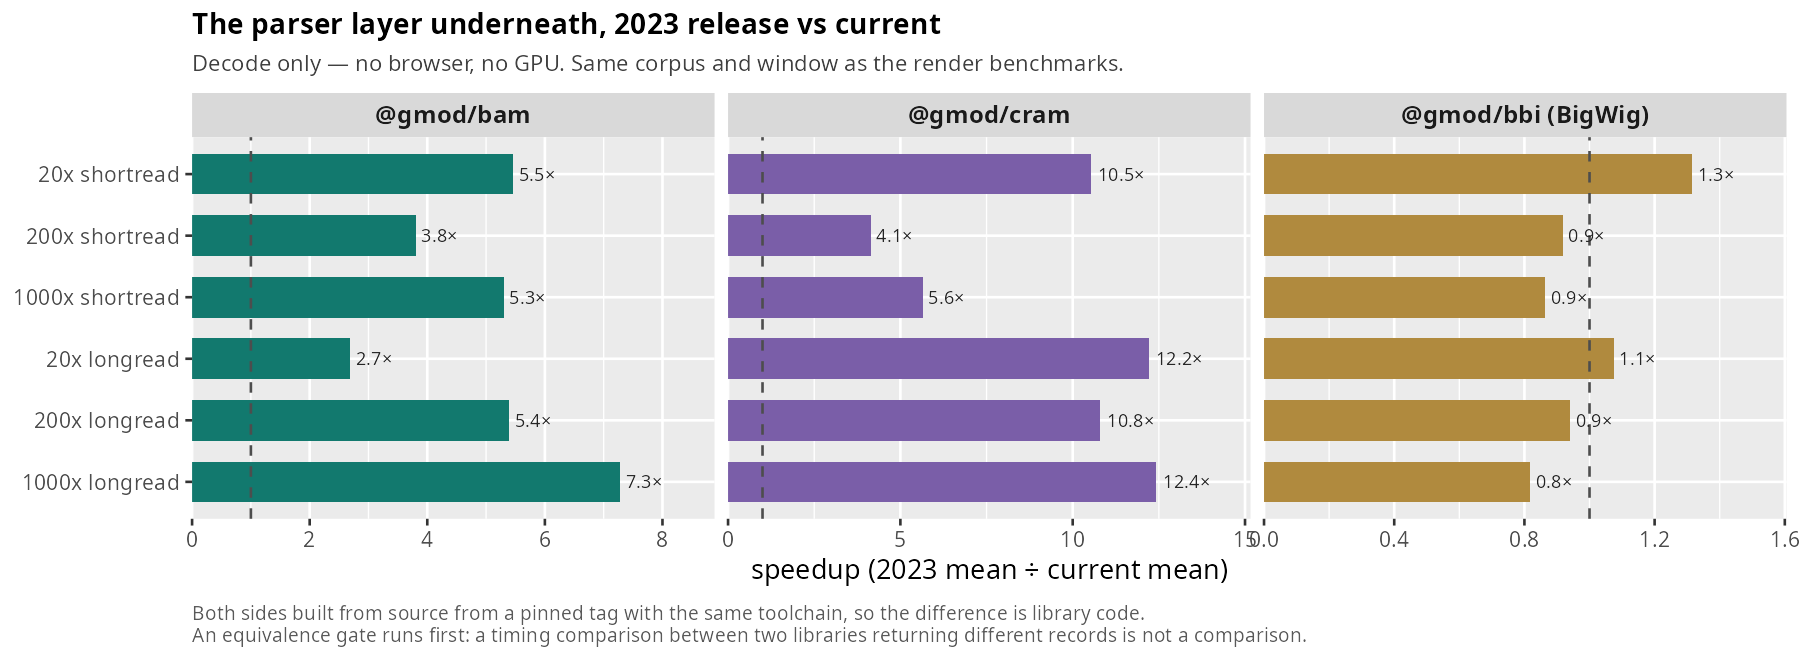 The parser layer underneath, 2023 release vs current
Decode only — no browser, no GPU. Same corpus and window as the render benchmarks.
@gmod/bam
@gmod/cram
@gmod/bbi (BigWig)
20x shortread
5.5×
10.5×
1.3×
200x shortread
3.8×
4.1×
0.9×
1000x shortread
5.3×
5.6×
0.9×
20x longread
2.7×
12.2×
1.1×
200x longread
5.4×
10.8×
0.9×
1000x longread
7.3×
12.4×
0.8×
0 2 4 6 8
0 5 10 15
0.0 0.4 0.8 1.2 1.6
speedup (2023 mean ÷ current mean)
Both sides built from source from a pinned tag with the same toolchain, so the difference is library code.
An equivalence gate runs first: a timing comparison between two libraries returning different records is not a comparison.